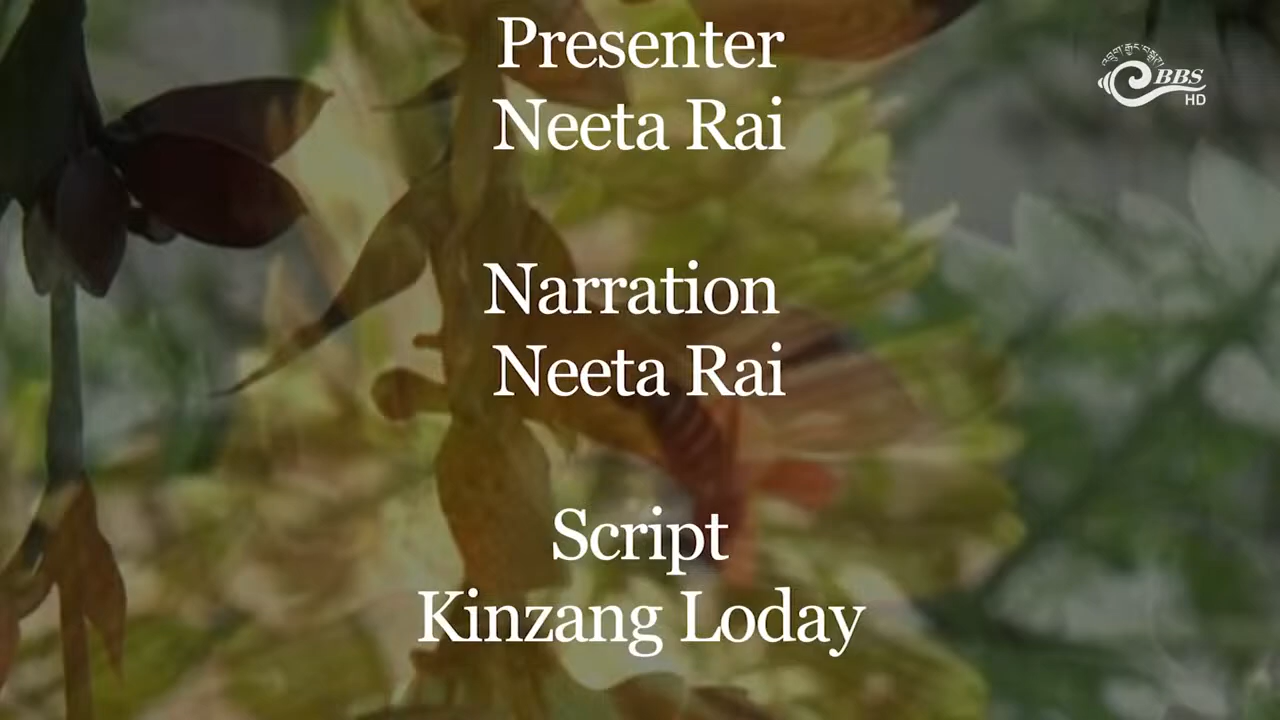 Presenter
Neeta Rai
Narration
Neeta Rai
Script
Kinzang Loday
BBS
HD